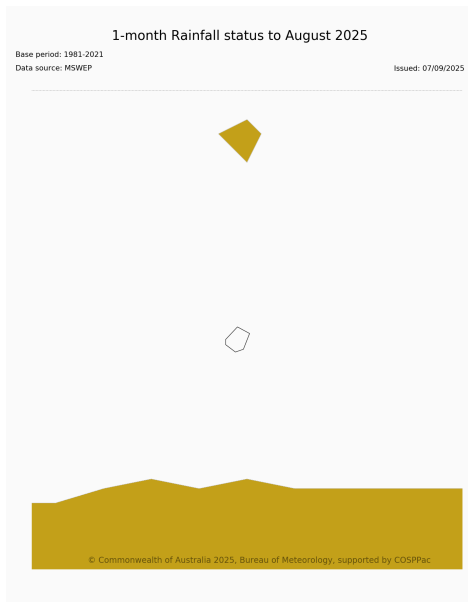 1-month Rainfall status to August 2025
Base period: 1981-2021
Data source: MSWEP
Issued: 07/09/2025
© Commonwealth of Australia 2025, Bureau of Meteorology, supported by COSPPac